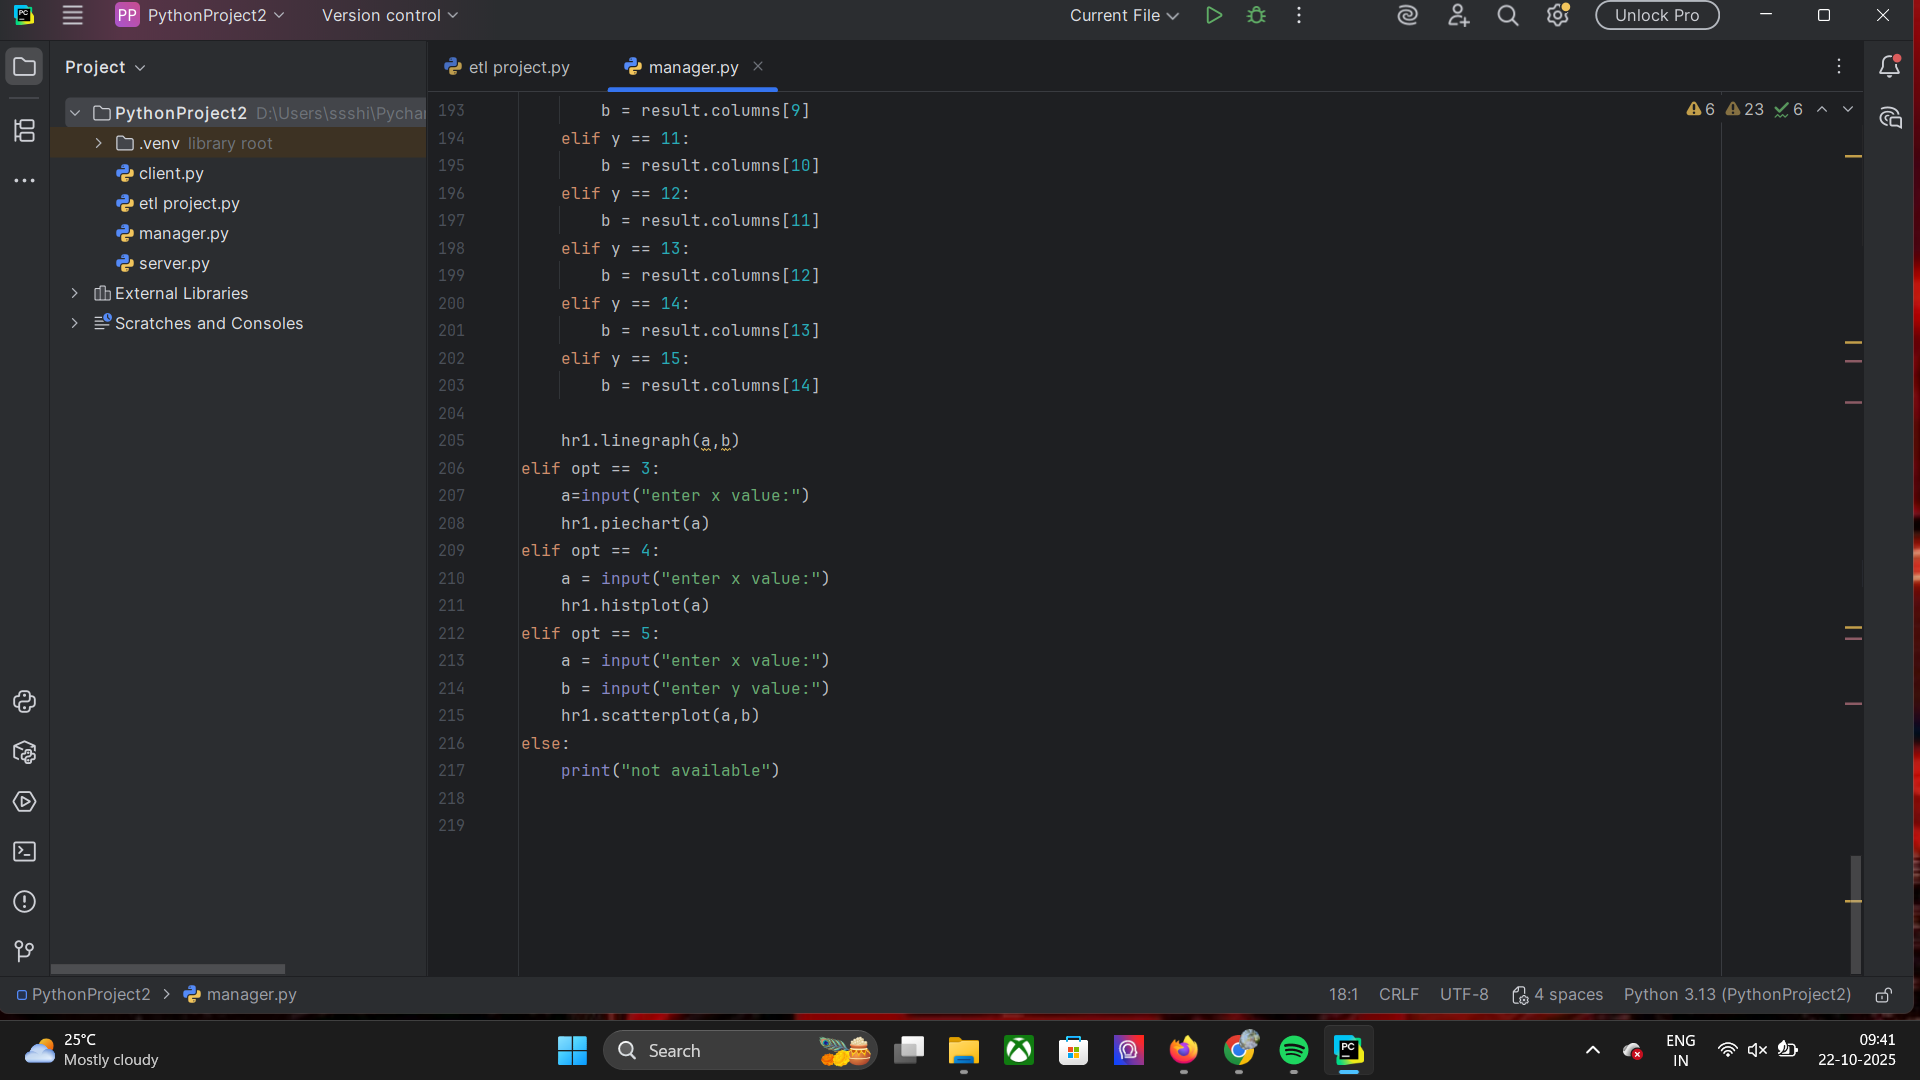 PC
PP PythonProject2
Version control
Current File
Unlock Pro
Project
etl project.py
manager.py
PythonProject2 D:\Users\ssshi\Pychar
.venv library root
client.py
etl project.py
manager.py
server.py
External Libraries
Scratches and Consoles
6 23 6
193 b = result.columns[9]
194 elif y == 11:
195 b = result.columns[10]
196 elif y == 12:
197 b = result.columns[11]
198 elif y == 13:
199 b = result.columns[12]
200 elif y == 14:
201 b = result.columns[13]
202 elif y == 15:
203 b = result.columns[14]
204
205 hr1.linegraph(a,b)
206 elif opt == 3:
207 a=input("enter x value:")
208 hr1.piechart(a)
209 elif opt == 4:
210 a = input("enter x value:")
211 hr1.histplot(a)
212 elif opt == 5:
213 a = input("enter x value:")
214 b = input("enter y value:")
215 hr1.scatterplot(a,b)
216 else:
217 print("not available")
218
219
PythonProject2 > manager.py
18:1 CRLF UTF-8 4 spaces Python 3.13 (PythonProject2)
25°C
Mostly cloudy
Search
PC
ENG
IN
09:41
22-10-2025